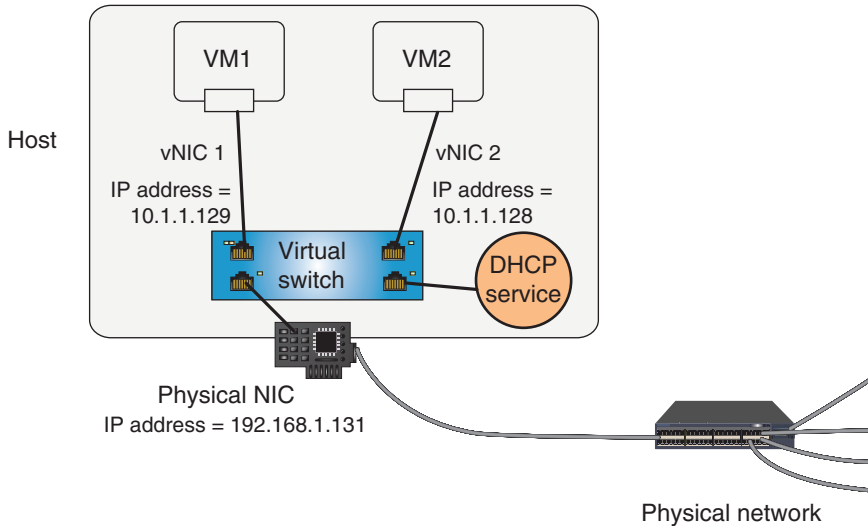 VM1
VM2
Host
vNIC 1
IP address =
10.1.1.129
vNIC 2
IP address =
10.1.1.128
Virtual
switch
DHCP
service
Physical NIC
IP address = 192.168.1.131
Physical network